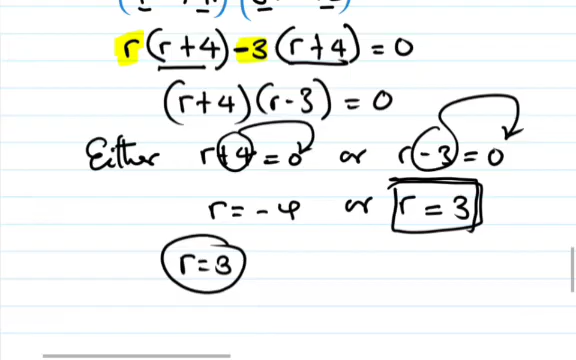 r(r+4)-3(r+4)=0
(r+4)(r-3)=0
Either r+4=0 or r-3=0
r=-4 or r=3
r=3